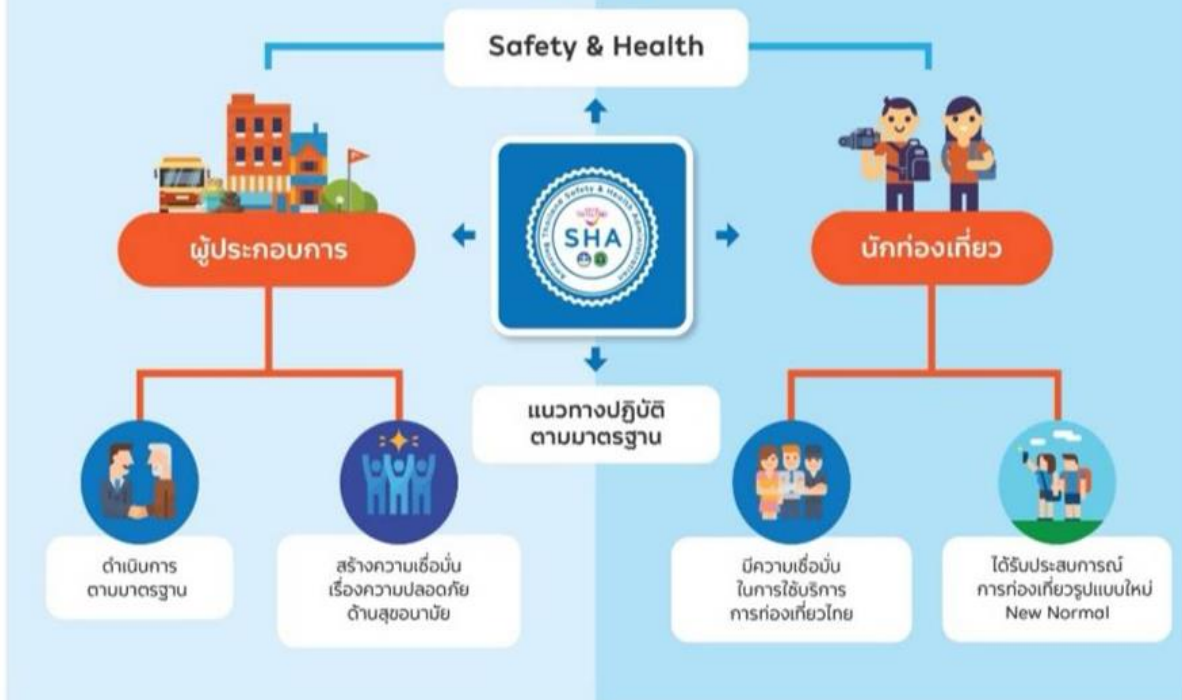 Safety & Health
Amazing Thailand Safety & Health Administration
SHA
ผู้ประกอบการ
นักท่องเที่ยว
แนวทางปฏิบัติ
ตามมาตรฐาน
ดำเนินการ
ตามมาตรฐาน
สร้างความเชื่อมั่น
เรื่องความปลอดภัย
ด้านสุขอนามัย
มีความเชื่อมั่น
ในการใช้บริการ
การท่องเที่ยวไทย
ได้รับประสบการณ์
การท่องเที่ยวรูปแบบใหม่
New Normal